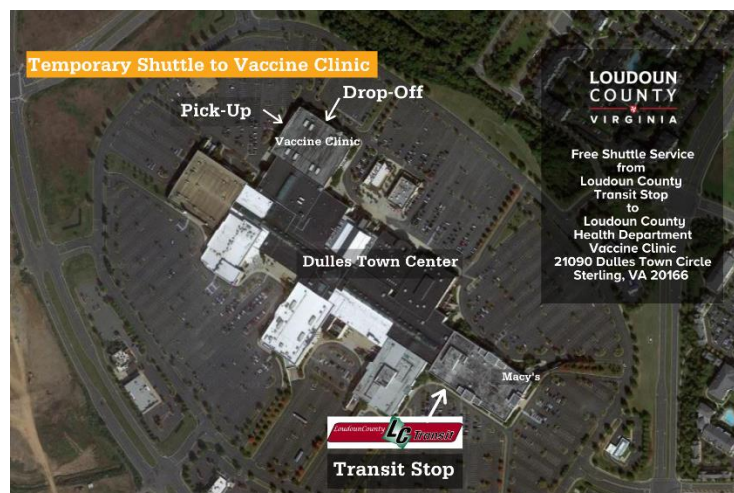 Temporary Shuttle to Vaccine Clinic
Drop-Off
Pick-Up
Vaccine Clinic
Dulles Town Center
Macy's
LoudounCounty LC Transit
Transit Stop
LOUDOUN
COUNTY
VIRGINIA
Free Shuttle Service
from
Loudoun County
Transit Stop
to
Loudoun County
Health Department
Vaccine Clinic
21090 Dulles Town Circle
Sterling, VA 20166